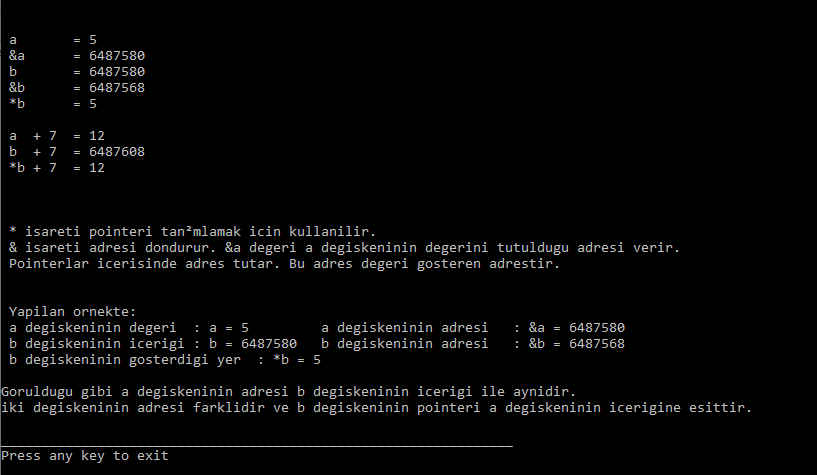 a       = 5
&a      = 6487580
b       = 6487580
&b      = 6487568
*b      = 5
a  + 7  = 12
b  + 7  = 6487608
*b + 7  = 12
* isareti pointeri tan²mlamak icin kullanilir.
& isareti adresi dondurur. &a degeri a degiskeninin degerini tutuldugu adresi verir.
Pointerlar icerisinde adres tutar. Bu adres degeri gosteren adrestir.
Yapilan ornekte:
a degiskeninin degeri  : a = 5         a degiskeninin adresi   : &a = 6487580
b degiskeninin icerigi : b = 6487580   b degiskeninin adresi   : &b = 6487568
b degiskeninin gosterdigi yer  : *b = 5
Goruldugu gibi a degiskeninin adresi b degiskeninin icerigi ile aynidir.
iki degiskeninin adresi farklidir ve b degiskeninin pointeri a degiskeninin icerigine esittir.
________________________________________________________________
Press any key to exit